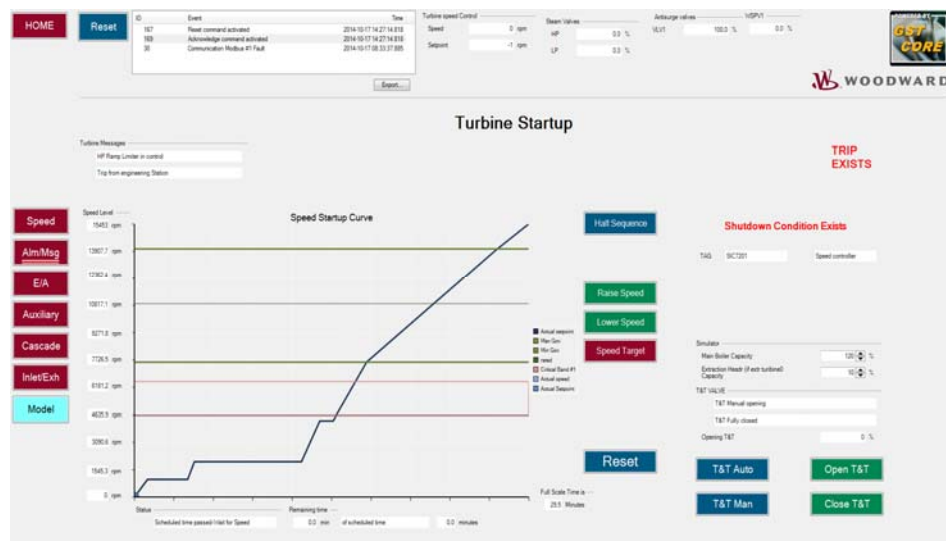 HOME
Reset
ID Event Time
167 Reset command activated 2014-10-17 14:27:14.818
169 Acknowledge command activated 2014-10-17 14:27:14.818
30 Communication Modbus #1 Fault 2014-10-17 08:33:37.885
Export...
Turbine speed Control
Speed 0 rpm
Setpoint -1 rpm
Steam Valves
HP 0.0 %
LP 0.0 %
Antisurge valves
VLV1 100.0 %
0.0 %
GST
CORE
WOODWARD
Turbine Startup
Turbine Messages
HP Ramp Limiter in control
Trip from engineering Station
TRIP
EXISTS
Speed
Alm/Msg
E/A
Auxiliary
Cascade
Inlet/Exh
Model
Speed Level
Speed Startup Curve
15453 rpm
13907.7 rpm
12362.4 rpm
10817.1 rpm
9271.8 rpm
7726.5 rpm
6181.2 rpm
4635.9 rpm
3090.6 rpm
1545.3 rpm
0 rpm
Actual setpoint
Max Gov
Min Gov
rated
Critical Band #1
Actual speed
Actual Setpoint
Halt Sequence
Raise Speed
Lower Speed
Speed Target
Reset
Full Scale Time is
25.5 Minutes
Status
Scheduled time passed/Inlet for Speed
Remaining time
0.0 min of scheduled time 0.0 minutes
Shutdown Condition Exists
TAG SIC7201 Speed controller
Simulator
Main Boiler Capacity 120 %
Extraction Headr (if extr turbine)
Capacity 10 %
T&T VALVE
T&T Manual opening
T&T Fully closed
Opening T&T 0 %
T&T Auto
Open T&T
T&T Man
Close T&T